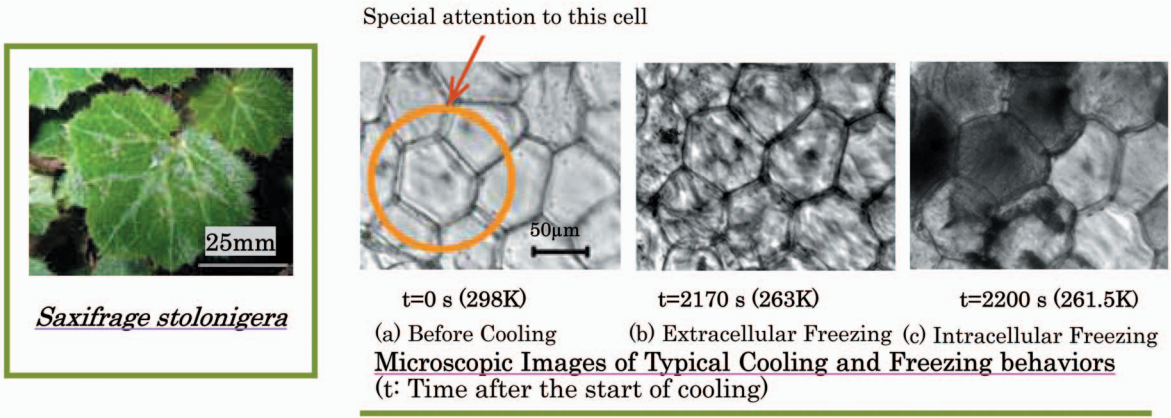 Special attention to this cell
25mm
Saxifrage stolonigera
50µm
t=0 s (298K)
t=2170 s (263K)
t=2200 s (261.5K)
(a) Before Cooling
(b) Extracellular Freezing
(c) Intracellular Freezing
Microscopic Images of Typical Cooling and Freezing behaviors
(t: Time after the start of cooling)